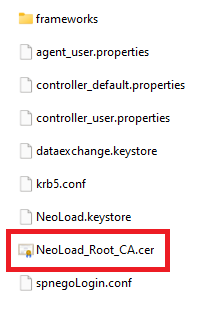 frameworks
agent_user.properties
controller_default.properties
controller_user.properties
dataexchange.keystore
krb5.conf
NeoLoad.keystore
NeoLoad_Root_CA.cer
spnegoLogin.conf